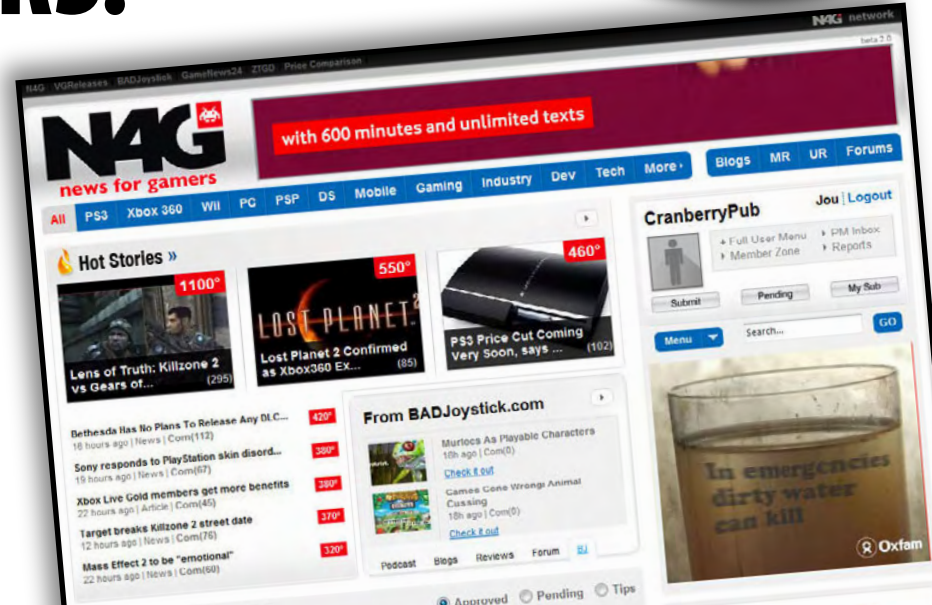 RS!
N4G network
beta 2.0
N4G VGReleases BADJoystick GameNews24 ZTGD Price Comparison
N4G
news for gamers
with 600 minutes and unlimited texts
All PS3 Xbox 360 Wii PC PSP DS Mobile Gaming Industry Dev Tech More
Blogs MR UR Forums
Hot Stories »
1100°
Lens of Truth: Killzone 2
vs Gears of...
(295)
550°
LOST PLANET 2
Lost Planet 2 Confirmed
as Xbox360 Ex...
(85)
460°
PS3 Price Cut Coming
Very Soon, says ...
(102)
CranberryPub
Jou | Logout
Full User Menu
PM Inbox
Member Zone
Reports
Submit
Pending
My Sub
Menu
Search...
GO
Bethesda Has No Plans To Release Any DLC...
420°
16 hours ago | News | Com(112)
Sony responds to PlayStation skin disord...
380°
19 hours ago | News | Com(67)
Xbox Live Gold members get more benefits
380°
22 hours ago | Article | Com(45)
Target breaks Killzone 2 street date
370°
12 hours ago | News | Com(76)
Mass Effect 2 to be "emotional"
320°
22 hours ago | News | Com(60)
From BADJoystick.com
Murlocs As Playable Characters
16h ago | Com(0)
Check it out
Games Gone Wrong: Animal
Cussing
18h ago | Com(0)
Check it out
Podcast Blogs Reviews Forum BJ
In emergencies
dirty water
can kill
Oxfam
Approved Pending Tips